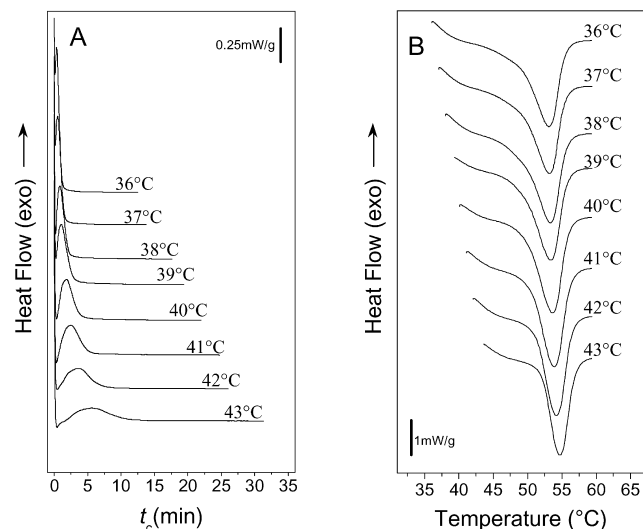 A
0.25mW/g
36°C
37°C
38°C
39°C
40°C
41°C
42°C
43°C
Heat Flow (exo)
0 5 10 15 20 25 30 35
t_c(min)
B
36°C
37°C
38°C
39°C
40°C
41°C
42°C
43°C
1mW/g
Heat Flow (exo)
35 40 45 50 55 60 65
Temperature (°C)